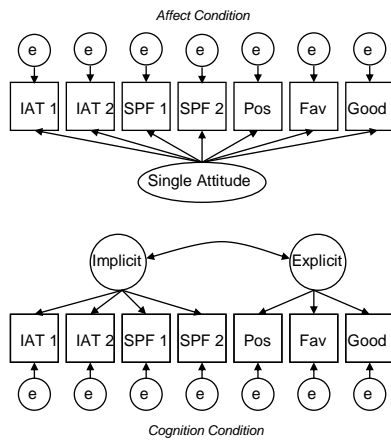 Affect Condition
e e e e e e e
IAT 1 IAT 2 SPF 1 SPF 2 Pos Fav Good
Single Attitude
Implicit Explicit
IAT 1 IAT 2 SPF 1 SPF 2 Pos Fav Good
e e e e e e e
Cognition Condition